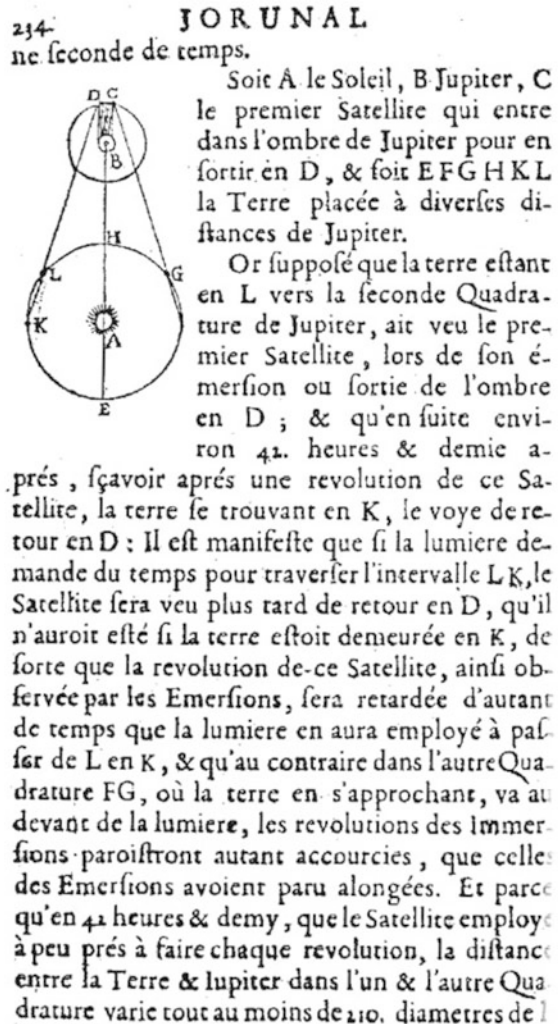 234.
JORUNAL
ne ſeconde de temps.
D C
B
H
L G
K
A
E
Soit A le Soleil, B Jupiter, C
le premier Satellite qui entre
dans l'ombre de Jupiter pour en
ſortir en D, & ſoit E F G H K L
la Terre placée à diverſes di-
ſtances de Jupiter.
Or ſuppoſé que la terre eſtant
en L vers la ſeconde Quadra-
ture de Jupiter, ait veu le pre-
mier Satellite, lors de ſon é-
merſion ou ſortie de l'ombre
en D ; & qu'en ſuite envi-
ron 42. heures & demie a-
prés, ſçavoir aprés une revolution de ce Sa-
tellite, la terre ſe trouvant en K, le voye de re-
tour en D : Il eſt manifeſte que ſi la lumiere de-
mande du temps pour traverſer l'intervalle L K, le
Satellite ſera veu plus tard de retour en D, qu'il
n'auroit eſté ſi la terre eſtoit demeurée en K, de
ſorte que la revolution de-ce Satellite, ainſi ob-
ſervée par les Emerſions, ſera retardée d'autant
de temps que la lumiere en aura employé à paſ-
ſer de L en K, & qu'au contraire dans l'autre Qua-
drature FG, où la terre en s'approchant, va au
devant de la lumiere, les revolutions des Immer-
ſions paroiſtront autant accourcies, que celles
des Emerſions avoient paru alongées. Et parce
qu'en 42 heures & demy, que le Satellite employe
à peu prés à faire chaque revolution, la diſtance
entre la Terre & Iupiter dans l'un & l'autre Qua
drature varie tout au moins de 210. diametres de l